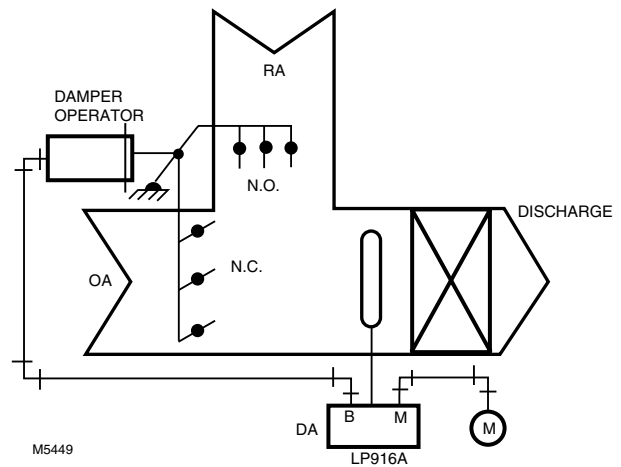 RA
DAMPER
OPERATOR
N.O.
DISCHARGE
OA
N.C.
B
M
DA
M
M5449
LP916A